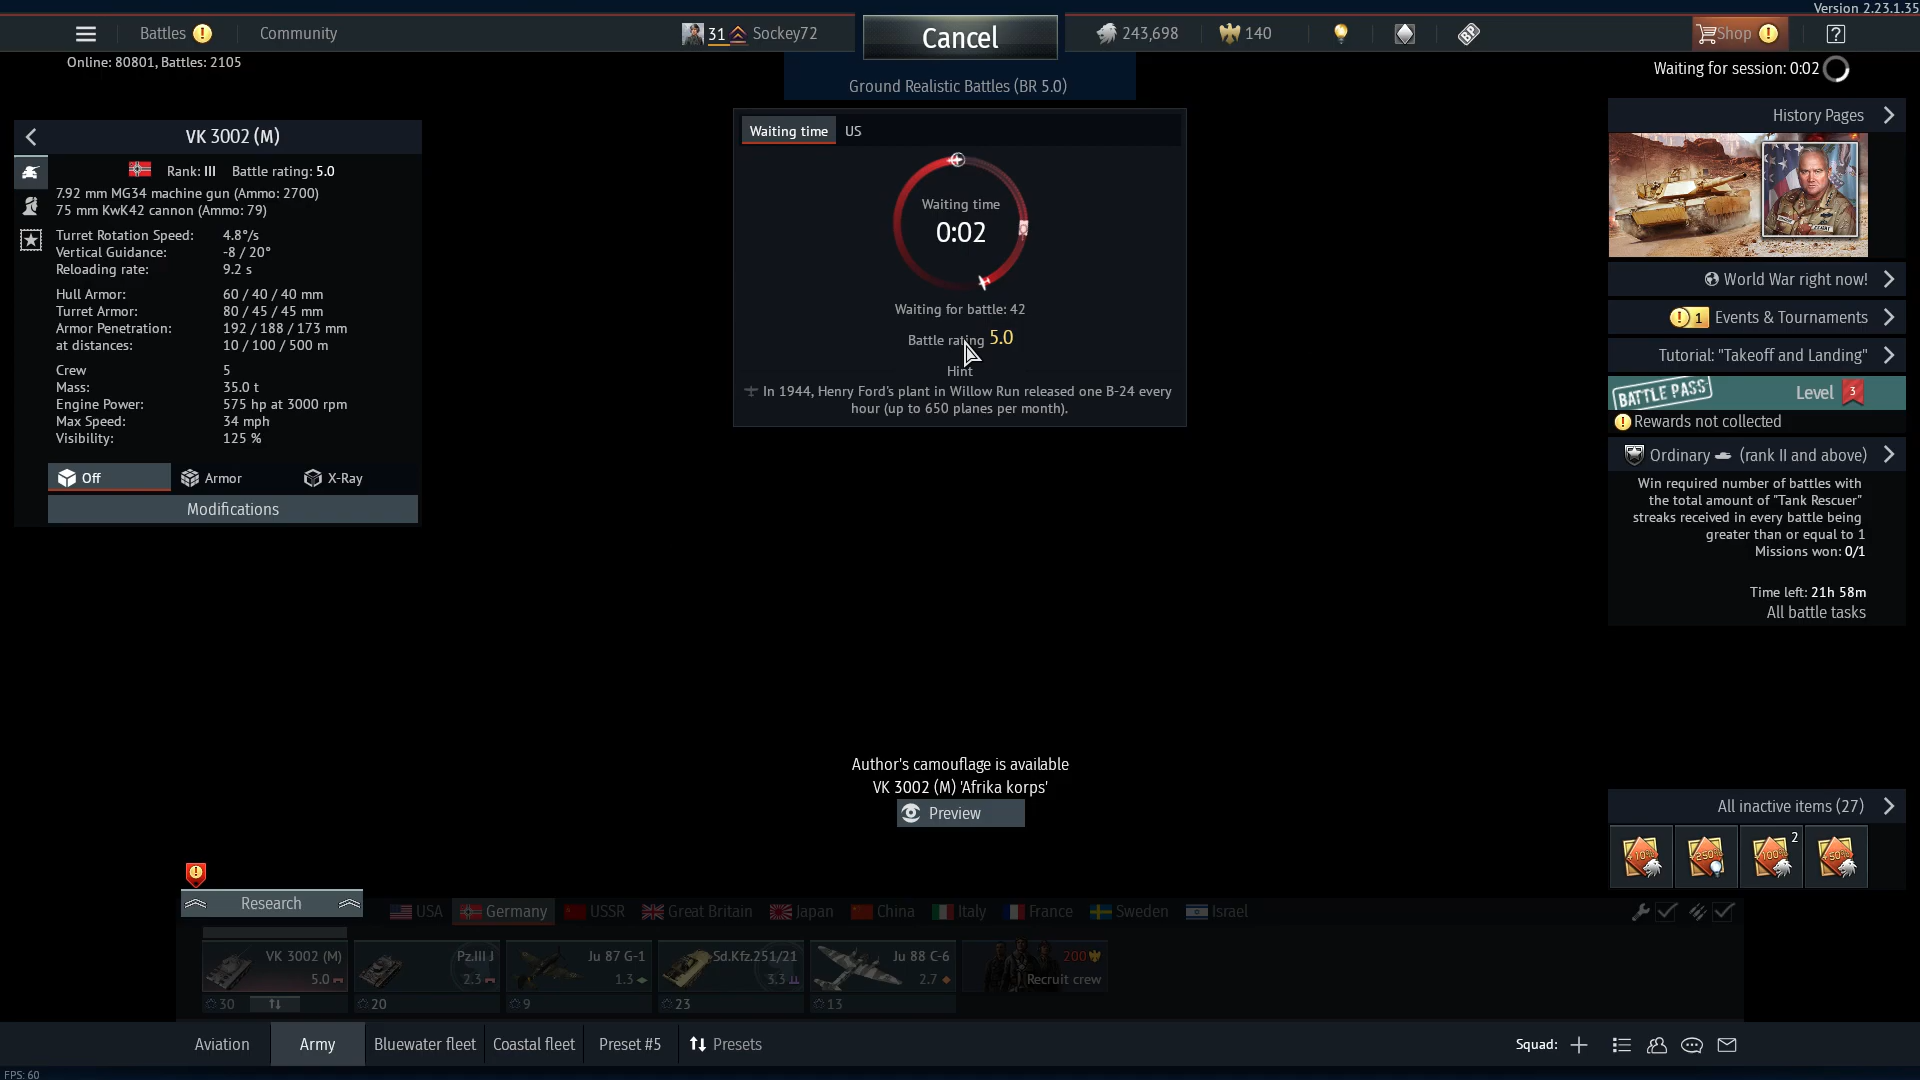 Version 2.23.1.35
Battles
Community
31 Sockey72
Cancel
243,698
140
BP
Shop
?
Online: 80801, Battles: 2105
Ground Realistic Battles (BR 5.0)
Waiting for session: 0:02
VK 3002 (M)
Rank: III Battle rating: 5.0
7.92 mm MG34 machine gun (Ammo: 2700)
75 mm KwK42 cannon (Ammo: 79)
Turret Rotation Speed: 4.8°/s
Vertical Guidance: -8 / 20°
Reloading rate: 9.2 s
Hull Armor: 60 / 40 / 40 mm
Turret Armor: 80 / 45 / 45 mm
Armor Penetration: 192 / 188 / 173 mm
at distances: 10 / 100 / 500 m
Crew 5
Mass: 35.0 t
Engine Power: 575 hp at 3000 rpm
Max Speed: 34 mph
Visibility: 125 %
Off Armor X-Ray
Modifications
Waiting time US
Waiting time
0:02
Waiting for battle: 42
Battle rating 5.0
Hint
In 1944, Henry Ford's plant in Willow Run released one B-24 every
hour (up to 650 planes per month).
History Pages
World War right now!
! 1 Events & Tournaments
Tutorial: "Takeoff and Landing"
BATTLE PASS Level 3
Rewards not collected
Ordinary (rank II and above)
Win required number of battles with
the total amount of "Tank Rescuer"
streaks received in every battle being
greater than or equal to 1
Missions won: 0/1
Time left: 21h 58m
All battle tasks
Author's camouflage is available
VK 3002 (M) 'Afrika korps'
Preview
All inactive items (27)
+10% +250% +100% 2 +50%
Research
USA Germany USSR Great Britain Japan China Italy France Sweden Israel
VK 3002 (M) Pz.III J Ju 87 G-1 Sd.Kfz.251/21 Ju 88 C-6 200
5.0 2.3 1.3 3.3 2.7 Recruit crew
30 20 9 23 13
Aviation Army Bluewater fleet Coastal fleet Preset #5 Presets
Squad:
FPS: 60